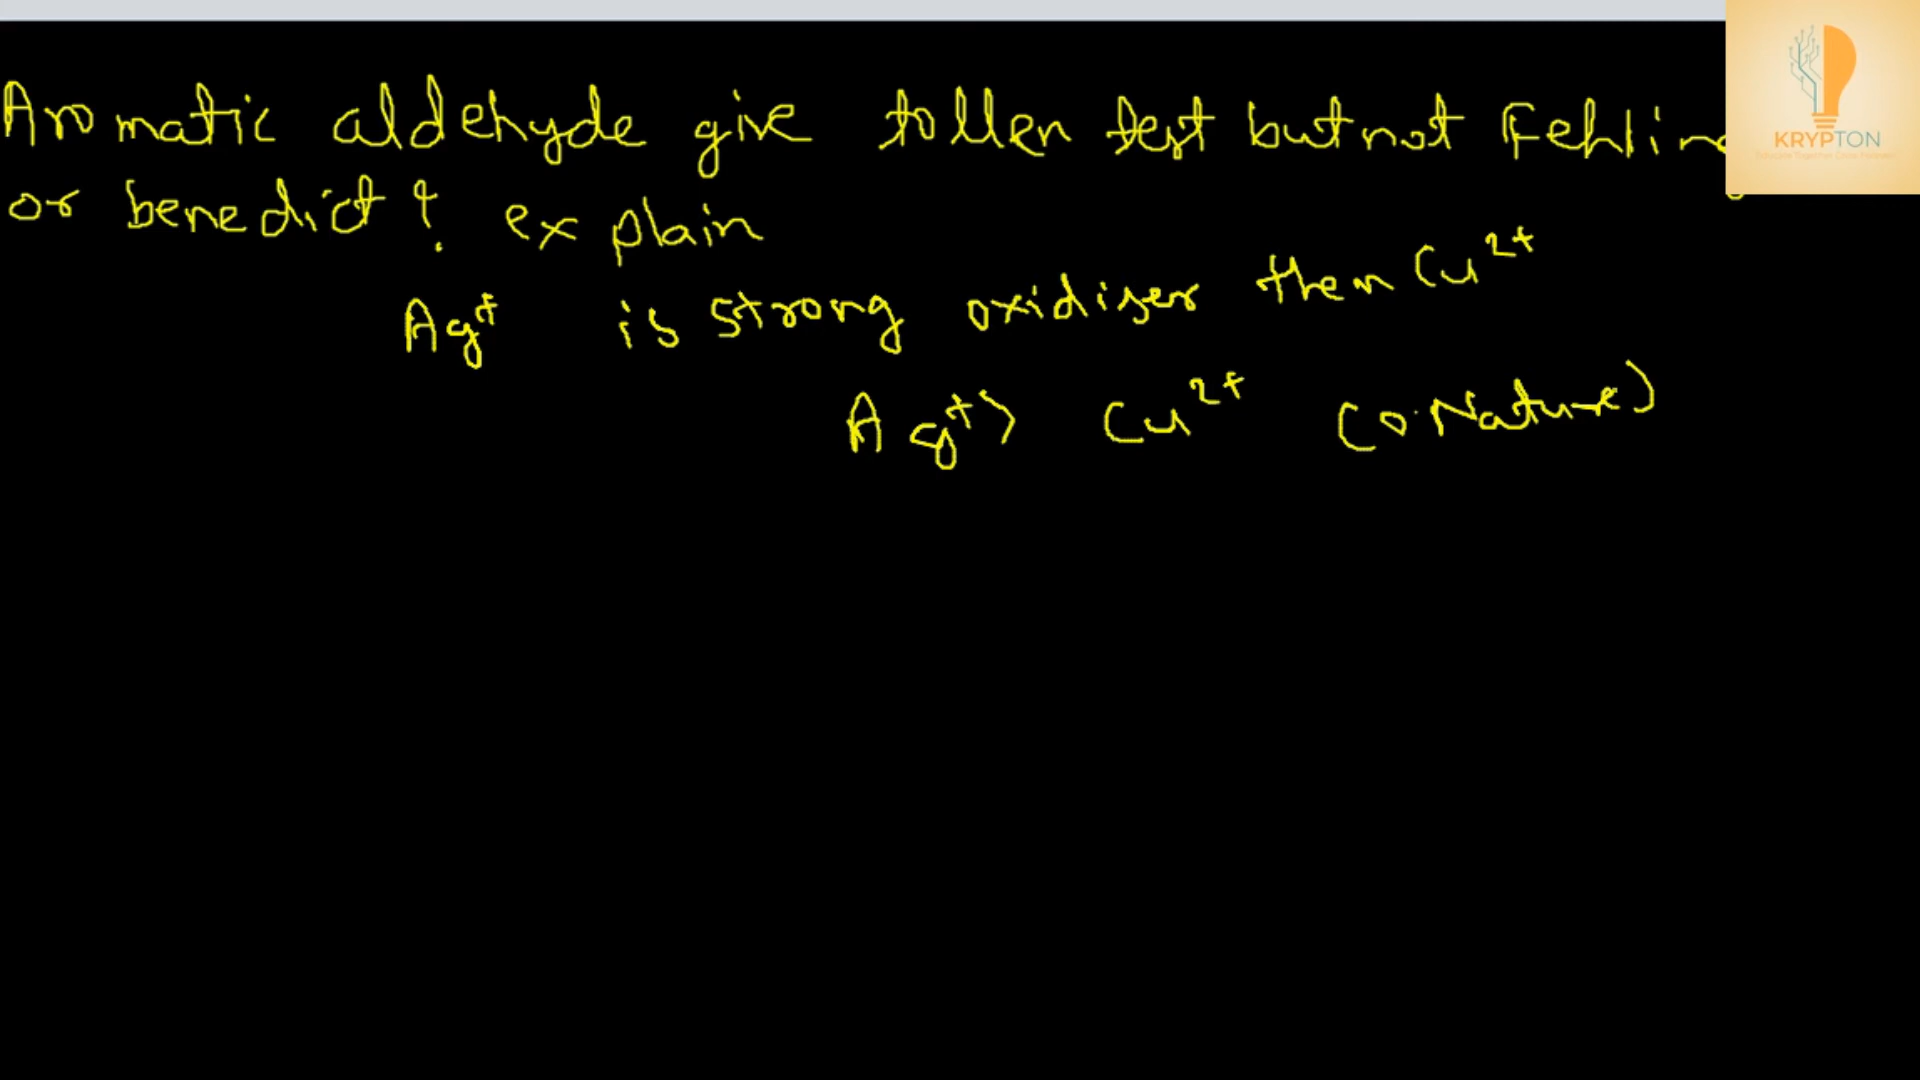 Aromatic aldehyde give tollen test but not Fehling
or benedict? explain
Ag+ is strong oxidiser then Cu2+
Ag+> Cu2+ (O.Nature)
KRYPTON